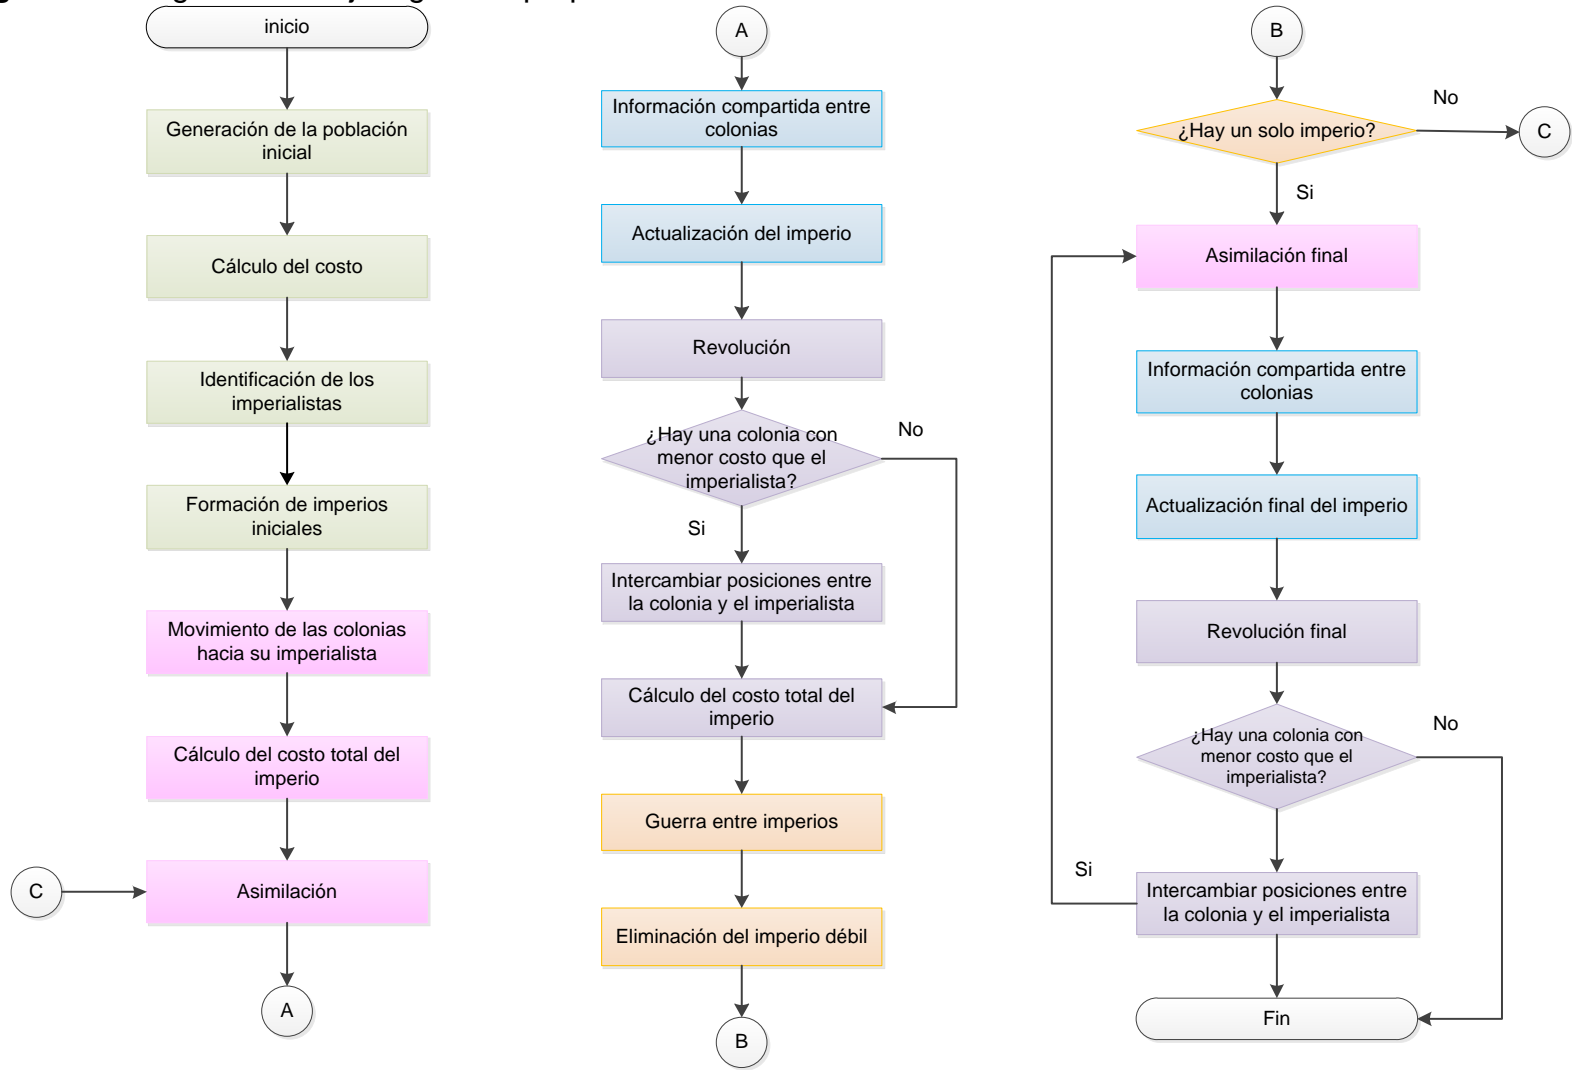 inicio
Generación de la población
inicial
Cálculo del costo
Identificación de los
imperialistas
Formación de imperios
iniciales
Movimiento de las colonias
hacia su imperialista
Cálculo del costo total del
imperio
C
Asimilación
A
A
Información compartida entre
colonias
Actualización del imperio
Revolución
¿Hay una colonia con
menor costo que el
imperialista?
No
Si
Intercambiar posiciones entre
la colonia y el imperialista
Cálculo del costo total del
imperio
Guerra entre imperios
Eliminación del imperio débil
B
B
¿Hay un solo imperio?
No
C
Si
Asimilación final
Información compartida entre
colonias
Actualización final del imperio
Revolución final
¿Hay una colonia con
menor costo que el
imperialista?
No
Si
Intercambiar posiciones entre
la colonia y el imperialista
Fin